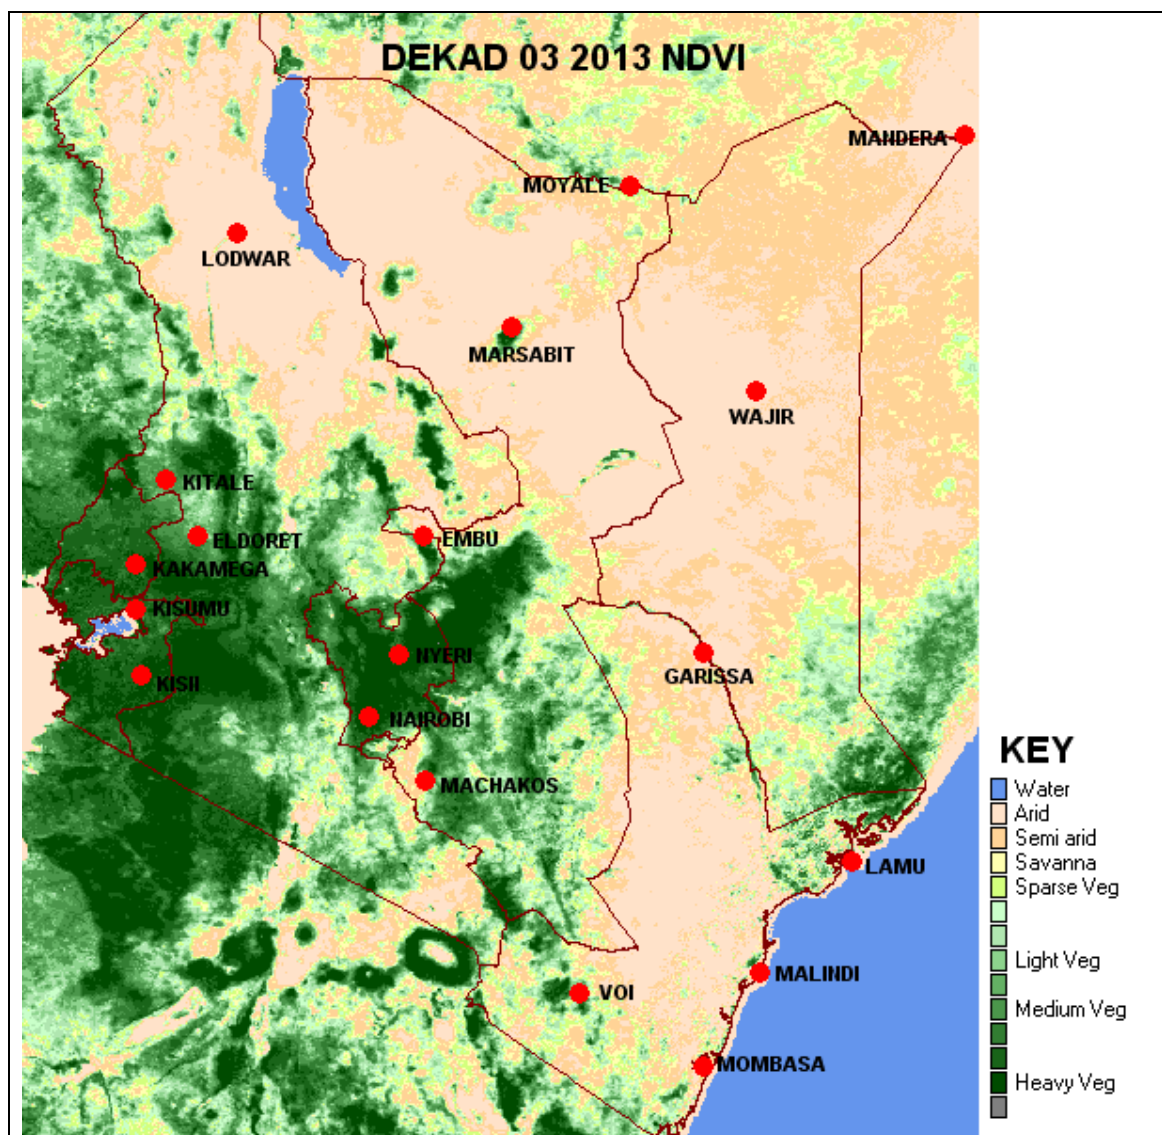 DEKAD 03 2013 NDVI
MANDERA
MOYALE
LODWAR
MARSABIT
WAJIR
KITALE
ELDORET
EMBU
KAKAMEGA
KISUMU
NYERI
GARISSA
KISII
NAIROBI
MACHAKOS
LAMU
MALINDI
VOI
MOMBASA
KEY
Water
Arid
Semi arid
Savanna
Sparse Veg
Light Veg
Medium Veg
Heavy Veg